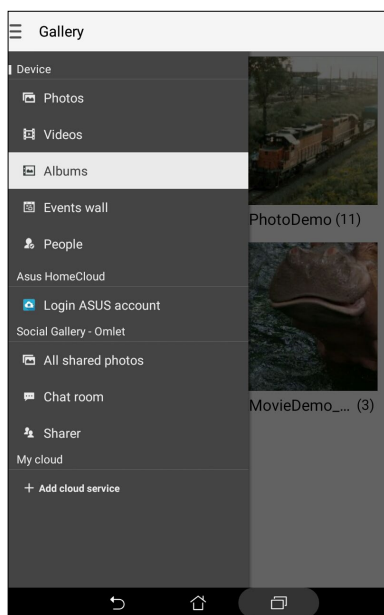 Gallery
Device
Photos
Videos
Albums
Events wall
People
Asus HomeCloud
Login ASUS account
Social Gallery - Omlet
All shared photos
Chat room
Sharer
My cloud
+ Add cloud service
PhotoDemo (11)
MovieDemo_... (3)